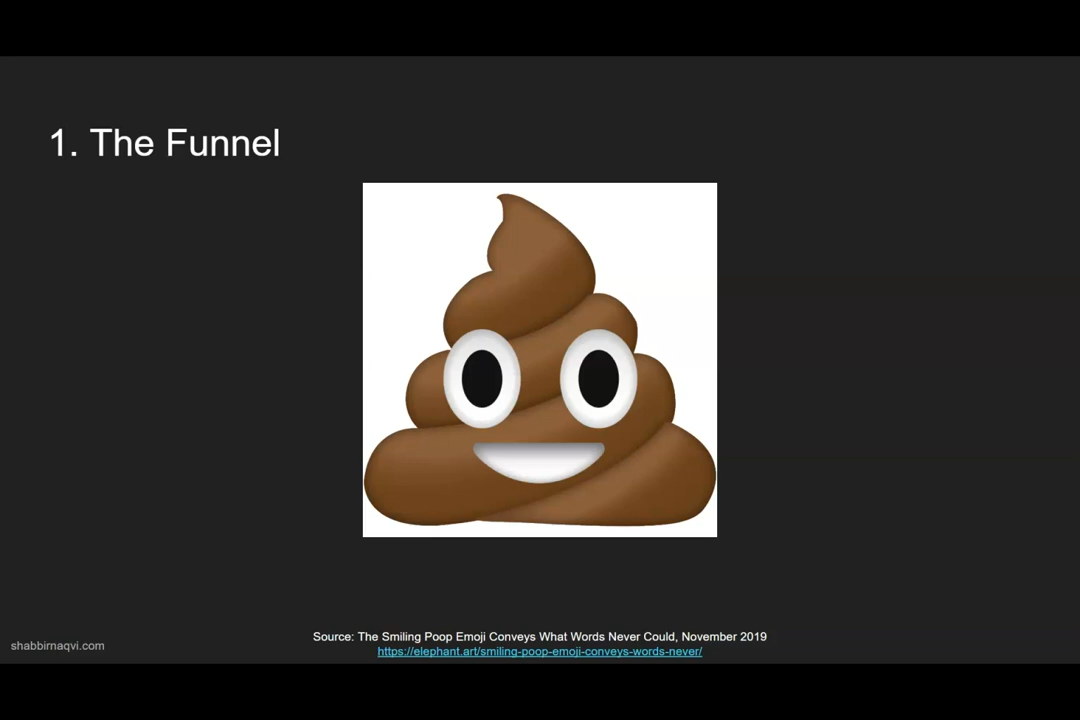 1. The Funnel
Source: The Smiling Poop Emoji Conveys What Words Never Could, November 2019
shabbirnaqvi.com
https://elephant.art/smiling-poop-emoji-conveys-words-never/